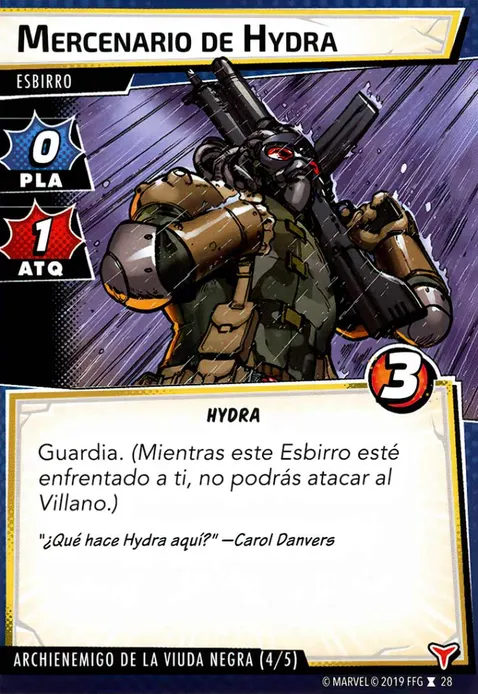 MERCENARIO DE HYDRA
ESBIRRO
0
PLA
1
ATQ
3
HYDRA
Guardia. (Mientras este Esbirro esté
enfrentado a ti, no podrás atacar al
Villano.)
"¿Qué hace Hydra aquí?" —Carol Danvers
ARCHIENEMIGO DE LA VIUDA NEGRA (4/5)
© MARVEL © 2019 FFG 28